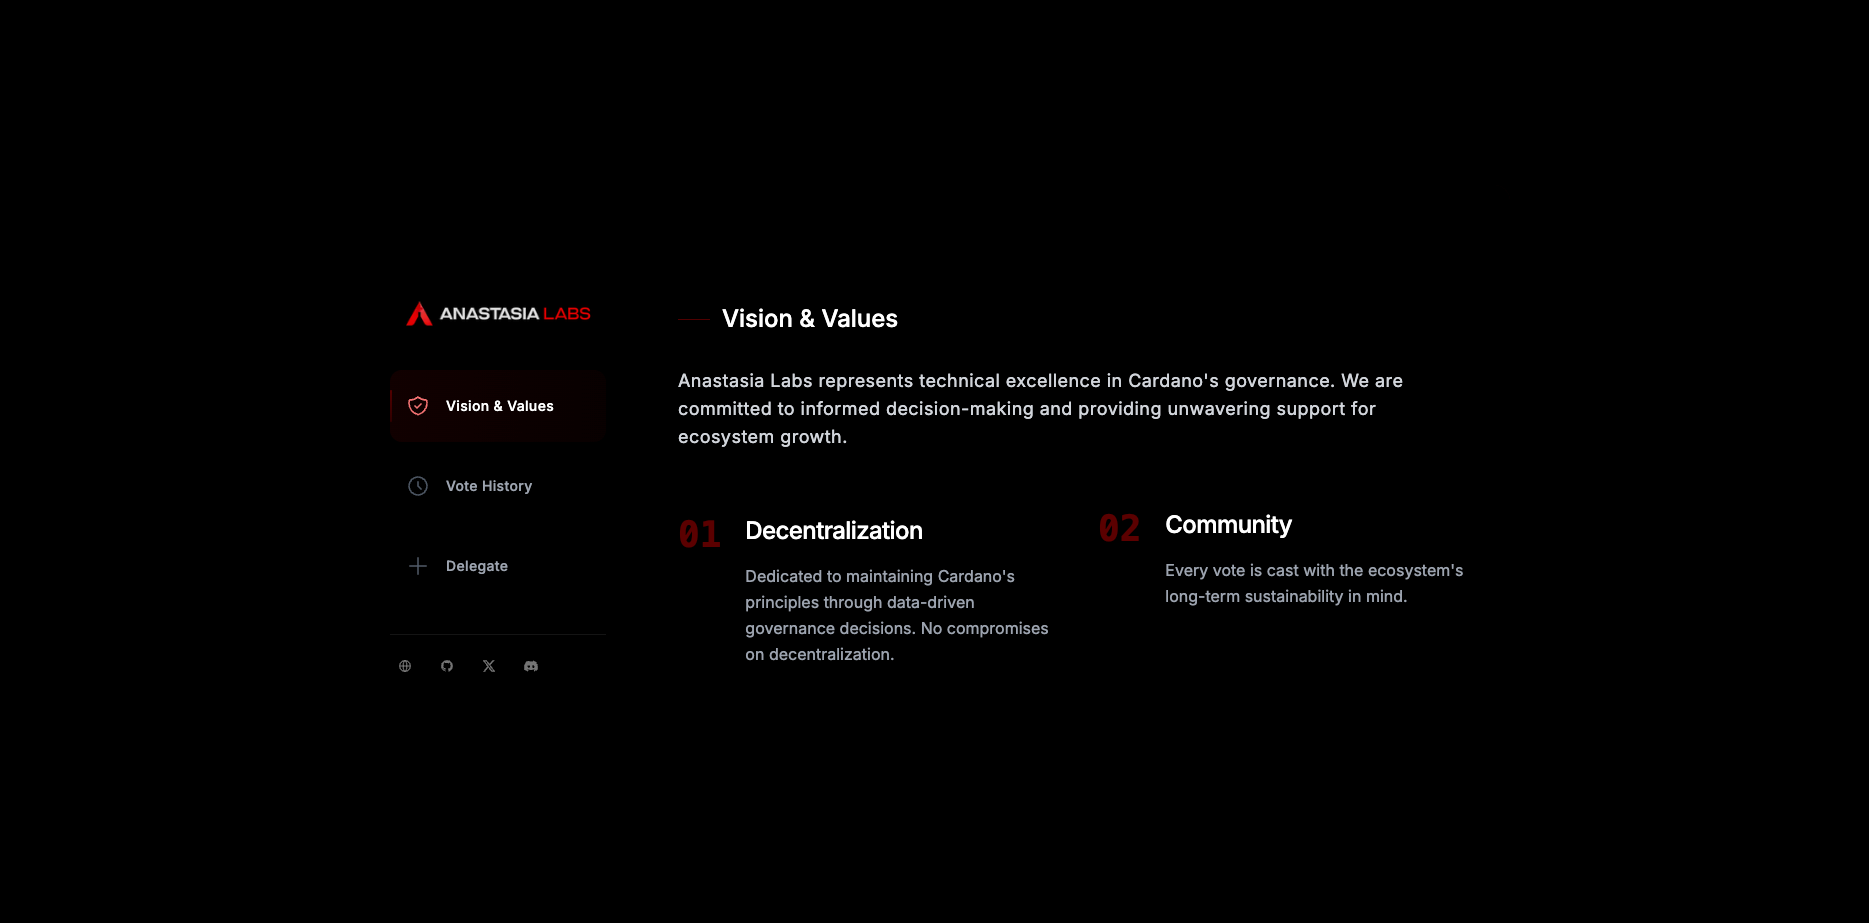 ANASTASIA LABS
Vision & Values
Vote History
Delegate
Vision & Values
Anastasia Labs represents technical excellence in Cardano's governance. We are
committed to informed decision-making and providing unwavering support for
ecosystem growth.
01
Decentralization
Dedicated to maintaining Cardano's
principles through data-driven
governance decisions. No compromises
on decentralization.
02
Community
Every vote is cast with the ecosystem's
long-term sustainability in mind.